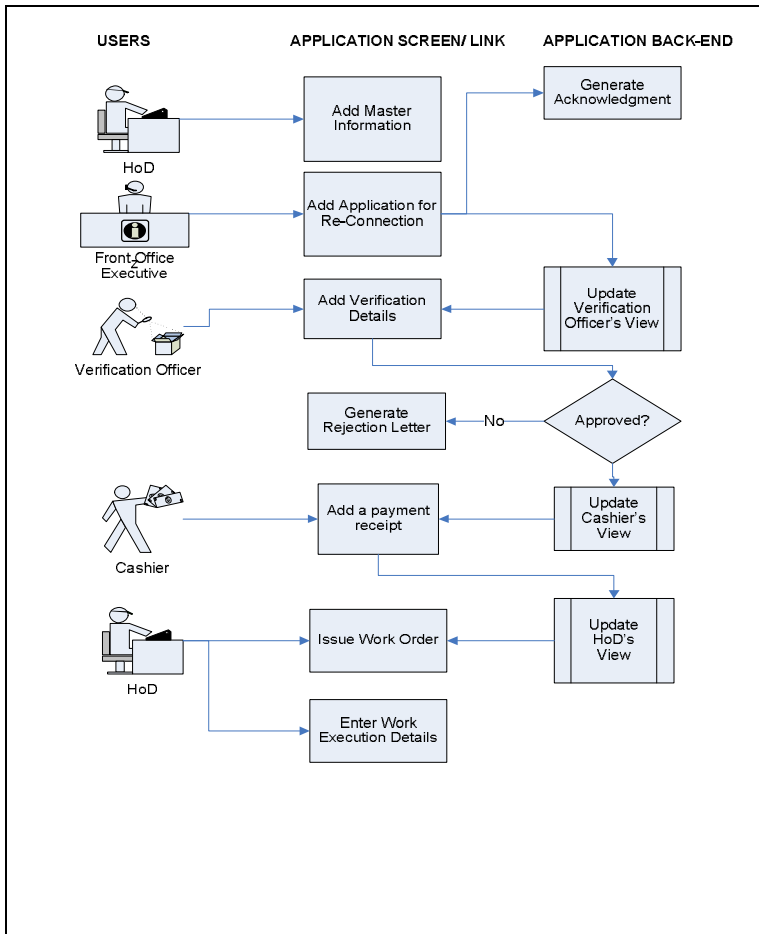 USERS
APPLICATION SCREEN/ LINK
APPLICATION BACK-END
Generate
Acknowledgment
Add Master
Information
HoD
Add Application for
Re-Connection
i
Front Office
z
Executive
Update
Verification
Officer's View
Add Verification
Details
Verification Officer
Generate
Rejection Letter
No
Approved?
Update
Cashier's
View
Add a payment
receipt
Cashier
Update
HoD's
View
Issue Work Order
HoD
Enter Work
Execution Details